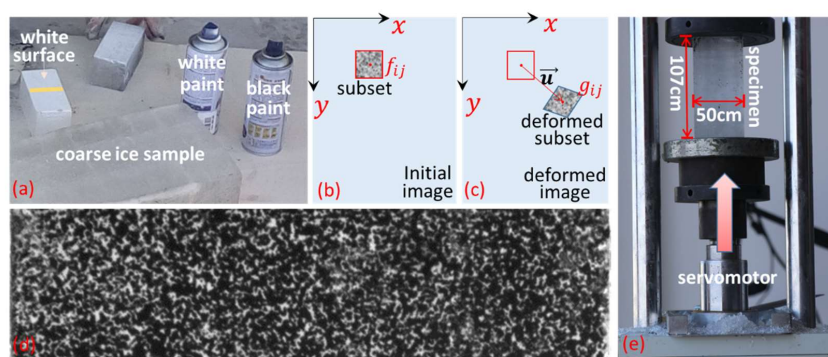 white
surface
white
paint
black
paint
coarse ice sample
(a)
x
y
f_ij
subset
Initial
image
(b)
x
y
u
g_ij
deformed
subset
deformed
image
(c)
(d)
107cm
50cm
specimen
servomotor
(e)